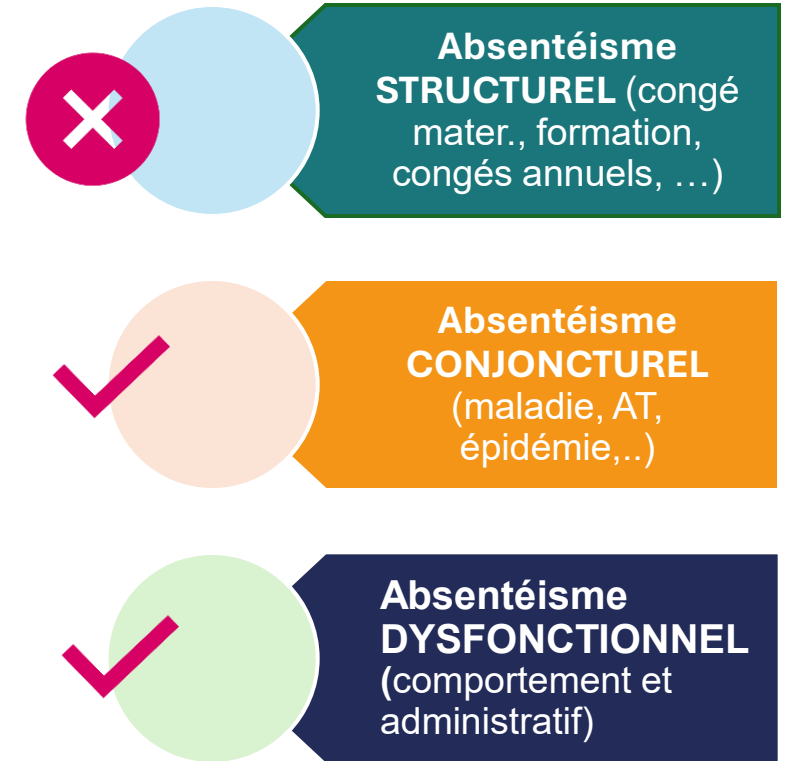 Absentéisme
STRUCTUREL (congé
mater., formation,
congés annuels, …)
Absentéisme
CONJONCTUREL
(maladie, AT,
épidémie,..)
Absentéisme
DYSFONCTIONNEL
(comportement et
administratif)